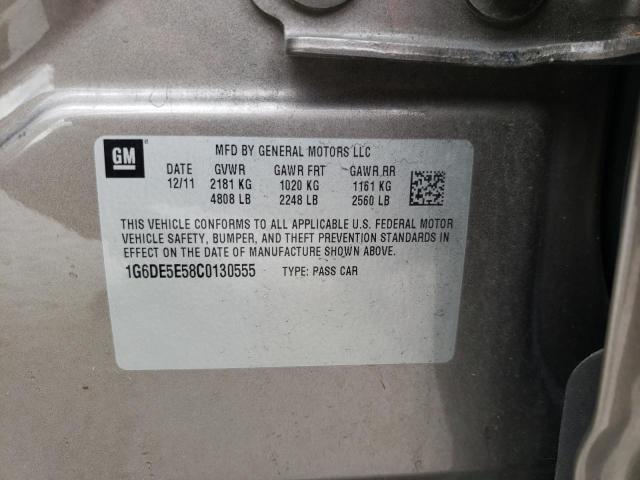 GM
MFD BY GENERAL MOTORS LLC
DATE GVWR GAWR FRT GAWR RR
12/11 2181 KG 1020 KG 1161 KG
4808 LB 2248 LB 2560 LB
THIS VEHICLE CONFORMS TO ALL APPLICABLE U.S. FEDERAL MOTOR
VEHICLE SAFETY, BUMPER, AND THEFT PREVENTION STANDARDS IN
EFFECT ON THE DATE OF MANUFACTURE SHOWN ABOVE.
1G6DE5E58C0130555 TYPE: PASS CAR